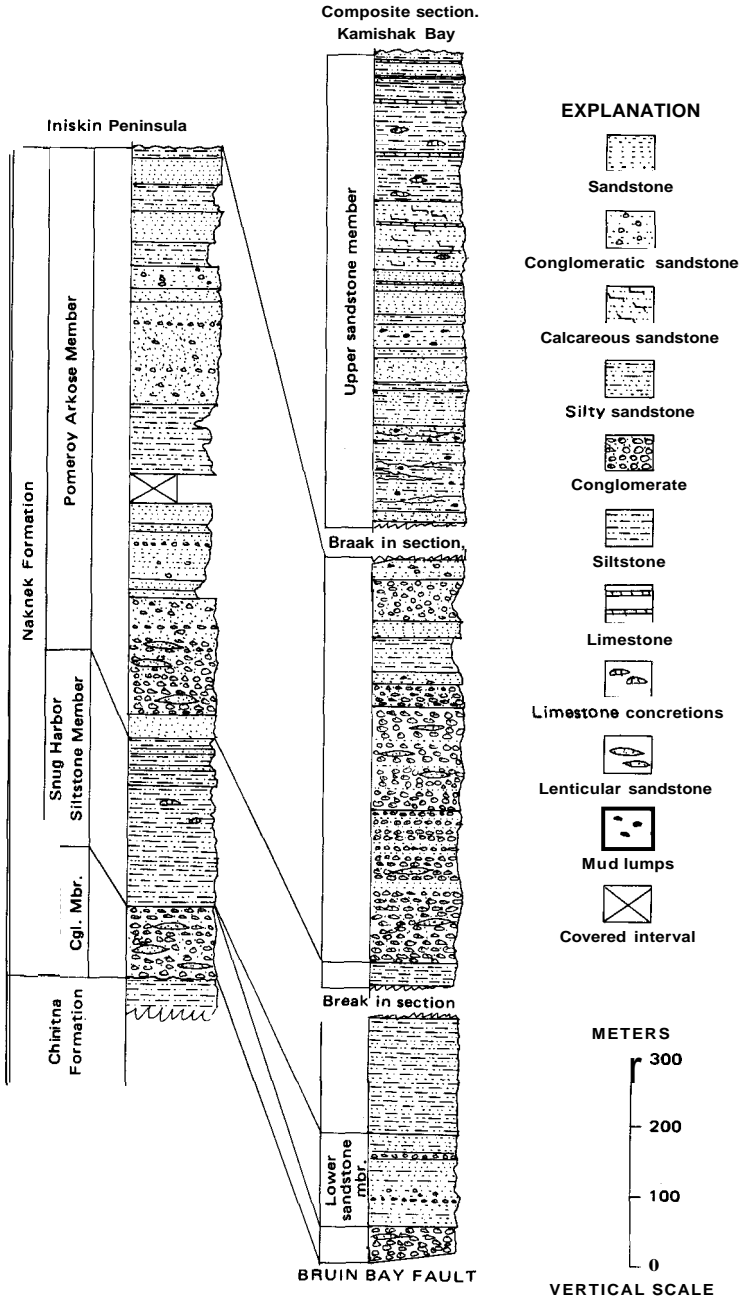 Composite section.
Kamishak Bay
Iniskin Peninsula
Naknek Formation
Pomeroy Arkose Member
Snug Harbor
Siltstone Member
Cgl. Mbr.
Chinitna
Formation
Upper sandstone member
Braak in section,
Break in section
Lower
sandstone
mbr.
BRUIN BAY FAULT
EXPLANATION
Sandstone
Conglomeratic sandstone
Calcareous sandstone
Silty sandstone
Conglomerate
Siltstone
Limestone
Limestone concretions
Lenticular sandstone
Mud lumps
Covered interval
METERS
300
200
100
0
VERTICAL SCALE